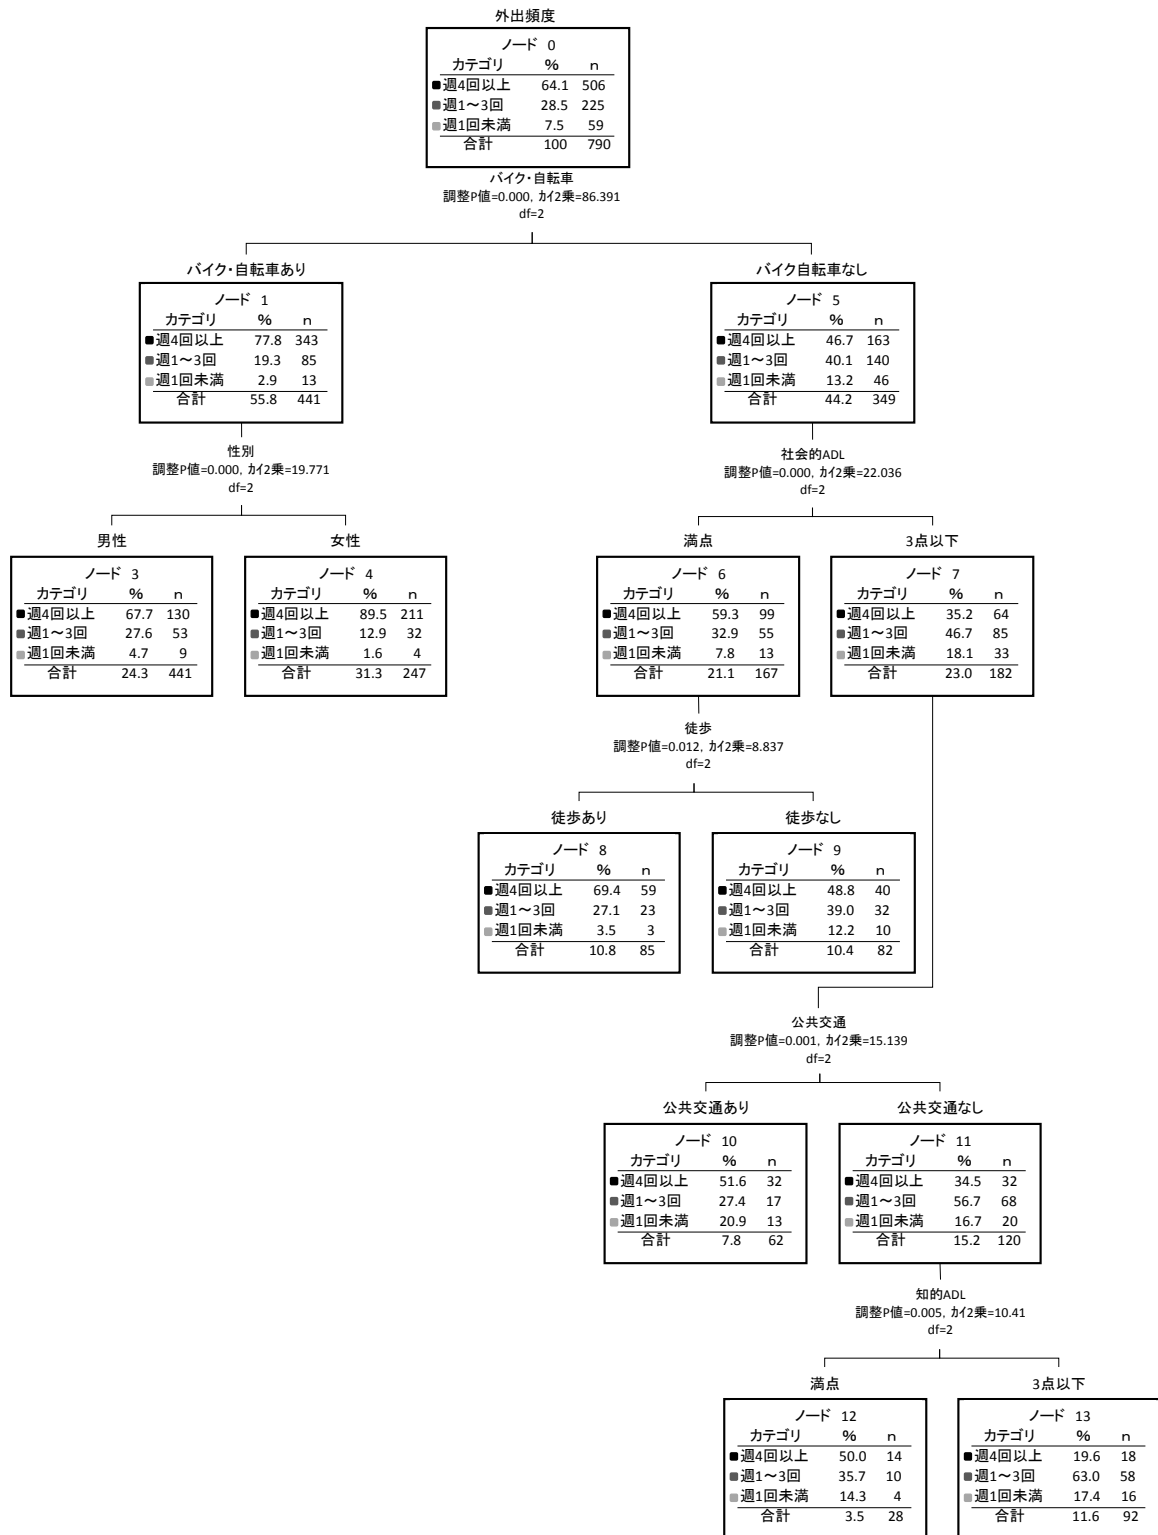 外出頻度
ノード 0
カテゴリ % n
週4回以上 64.1 506
週1～3回 28.5 225
週1回未満 7.5 59
合計 100 790
バイク・自転車
調整P値=0.000, ｶｲ2乗=86.391
df=2
バイク・自転車あり
ノード 1
カテゴリ % n
週4回以上 77.8 343
週1～3回 19.3 85
週1回未満 2.9 13
合計 55.8 441
性別
調整P値=0.000, ｶｲ2乗=19.771
df=2
バイク自転車なし
ノード 5
カテゴリ % n
週4回以上 46.7 163
週1～3回 40.1 140
週1回未満 13.2 46
合計 44.2 349
社会的ADL
調整P値=0.000, ｶｲ2乗=22.036
df=2
男性
ノード 3
カテゴリ % n
週4回以上 67.7 130
週1～3回 27.6 53
週1回未満 4.7 9
合計 24.3 441
女性
ノード 4
カテゴリ % n
週4回以上 89.5 211
週1～3回 12.9 32
週1回未満 1.6 4
合計 31.3 247
満点
ノード 6
カテゴリ % n
週4回以上 59.3 99
週1～3回 32.9 55
週1回未満 7.8 13
合計 21.1 167
徒歩
調整P値=0.012, ｶｲ2乗=8.837
df=2
3点以下
ノード 7
カテゴリ % n
週4回以上 35.2 64
週1～3回 46.7 85
週1回未満 18.1 33
合計 23.0 182
徒歩あり
ノード 8
カテゴリ % n
週4回以上 69.4 59
週1～3回 27.1 23
週1回未満 3.5 3
合計 10.8 85
徒歩なし
ノード 9
カテゴリ % n
週4回以上 48.8 40
週1～3回 39.0 32
週1回未満 12.2 10
合計 10.4 82
公共交通
調整P値=0.001, ｶｲ2乗=15.139
df=2
公共交通あり
ノード 10
カテゴリ % n
週4回以上 51.6 32
週1～3回 27.4 17
週1回未満 20.9 13
合計 7.8 62
公共交通なし
ノード 11
カテゴリ % n
週4回以上 34.5 32
週1～3回 56.7 68
週1回未満 16.7 20
合計 15.2 120
知的ADL
調整P値=0.005, ｶｲ2乗=10.41
df=2
満点
ノード 12
カテゴリ % n
週4回以上 50.0 14
週1～3回 35.7 10
週1回未満 14.3 4
合計 3.5 28
3点以下
ノード 13
カテゴリ % n
週4回以上 19.6 18
週1～3回 63.0 58
週1回未満 17.4 16
合計 11.6 92